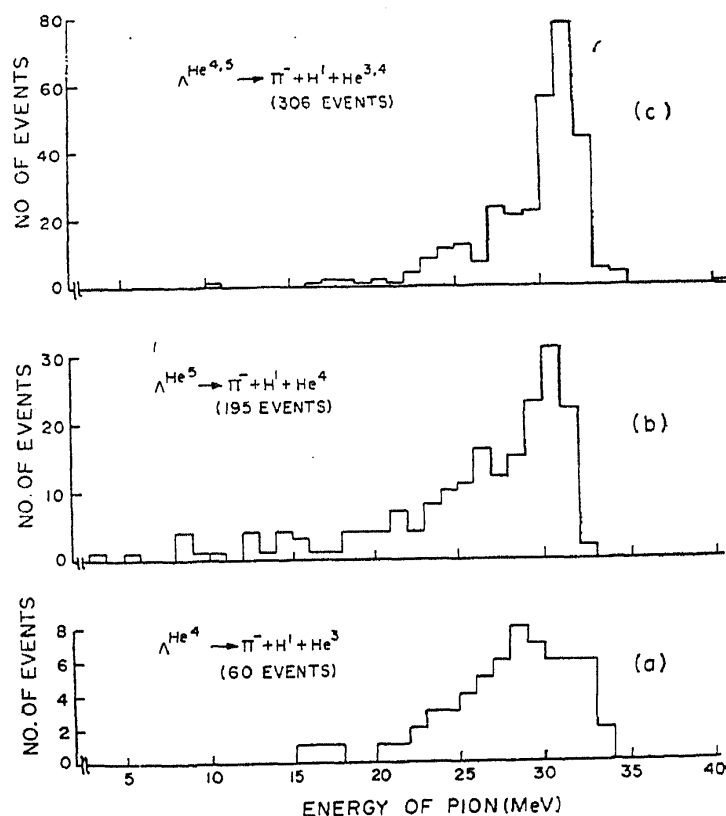 80
60
40
20
0
NO OF EVENTS
ΛHe⁴,⁵ → π⁻ + H¹ + He³,⁴
(306 EVENTS)
(c)
30
20
10
0
NO. OF EVENTS
ΛHe⁵ → π⁻ + H¹ + He⁴
(195 EVENTS)
(b)
8
6
4
2
0
NO. OF EVENTS
ΛHe⁴ → π⁻ + H¹ + He³
(60 EVENTS)
(a)
5 10 15 20 25 30 35 40
ENERGY OF PION (MeV)